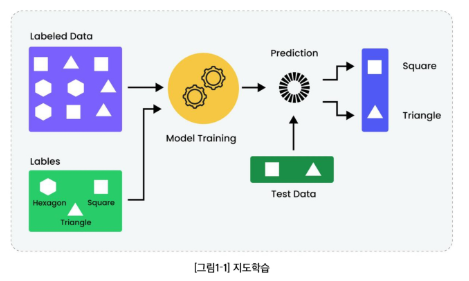 Labeled Data
Prediction
Square
Triangle
Model Training
Lables
Hexagon
Square
Triangle
Test Data
[그림1-1] 지도학습